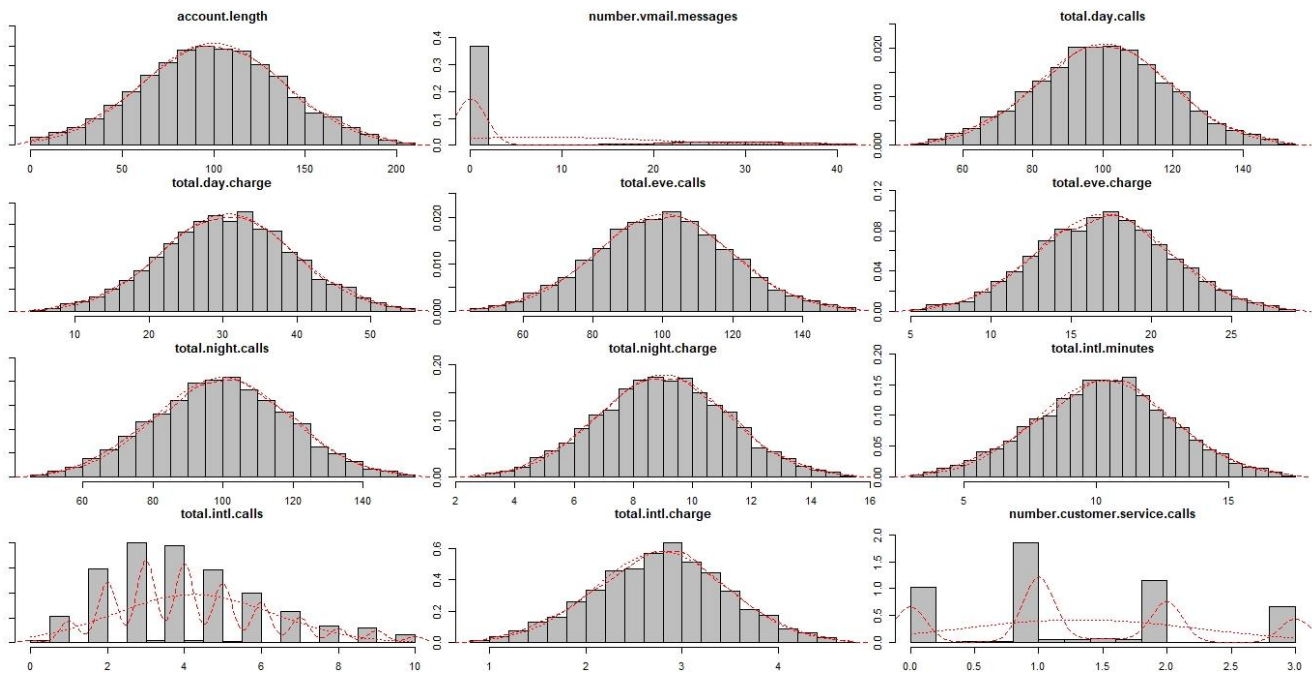 account.length
0 50 100 150 200
number.vmail.messages
0.4
0.3
0.2
0.1
0.0
0 10 20 30 40
total.day.calls
0.020
0.010
0.000
60 80 100 120 140
total.day.charge
10 20 30 40 50
total.eve.calls
0.020
0.010
0.000
60 80 100 120 140
total.eve.charge
0.12
0.08
0.04
0.00
5 10 15 20 25
total.night.calls
60 80 100 120 140
total.night.charge
0.20
0.10
0.00
2 4 6 8 10 12 14 16
total.intl.minutes
0.20
0.15
0.10
0.05
0.00
5 10 15
total.intl.calls
0 2 4 6 8 10
total.intl.charge
0.6
0.4
0.2
0.0
1 2 3 4
number.customer.service.calls
2.0
1.5
1.0
0.5
0.0
0.0 0.5 1.0 1.5 2.0 2.5 3.0